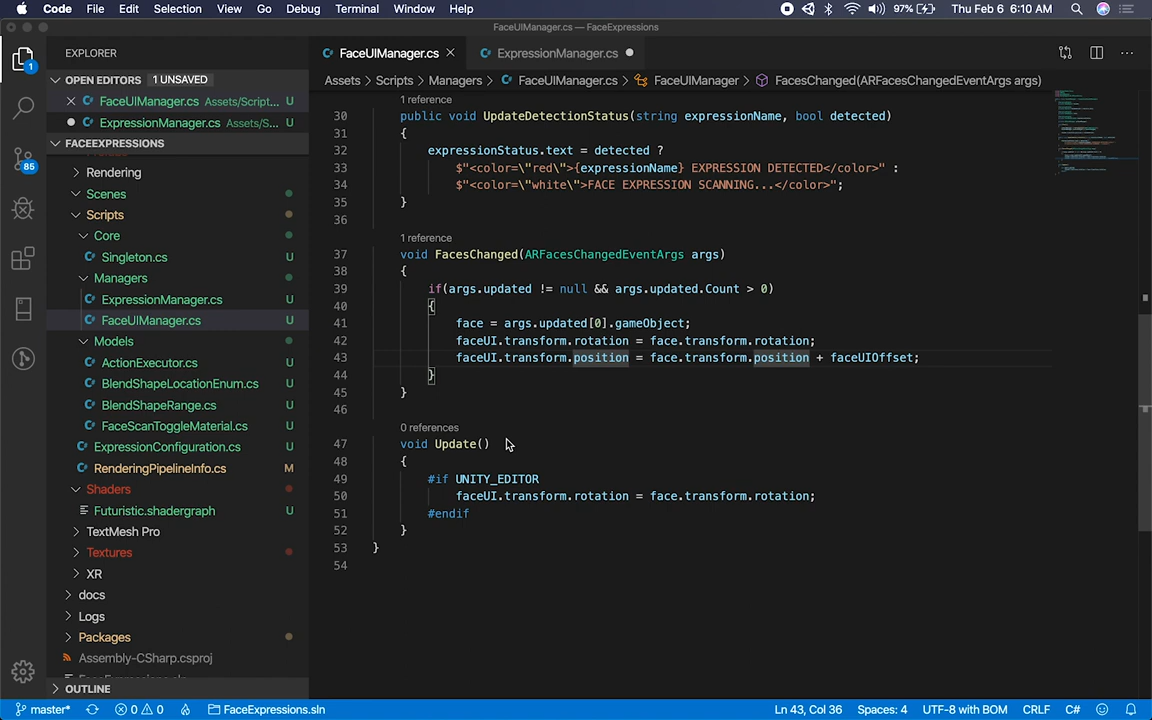 Code File Edit Selection View Go Debug Terminal Window Help 97% Thu Feb 6 6:10 AM
FaceUIManager.cs — FaceExpressions
EXPLORER
OPEN EDITORS 1 UNSAVED
FaceUIManager.cs Assets/Script... U
ExpressionManager.cs Assets/S... U
FACEEXPRESSIONS
Rendering
Scenes
Scripts
Core
Singleton.cs U
Managers
ExpressionManager.cs U
FaceUIManager.cs U
Models
ActionExecutor.cs U
BlendShapeLocationEnum.cs U
BlendShapeRange.cs U
FaceScanToggleMaterial.cs U
ExpressionConfiguration.cs U
RenderingPipelineInfo.cs M
Shaders
Futuristic.shadergraph U
TextMesh Pro
Textures
XR
docs
Logs
Packages
Assembly-CSharp.csproj
OUTLINE
1
85
FaceUIManager.cs
ExpressionManager.cs
Assets > Scripts > Managers > FaceUIManager.cs > FaceUIManager > FacesChanged(ARFacesChangedEventArgs args)
1 reference
30 public void UpdateDetectionStatus(string expressionName, bool detected)
31 {
32 expressionStatus.text = detected ?
33 $"<color=\"red\">{expressionName} EXPRESSION DETECTED</color>" :
34 $"<color=\"white\">FACE EXPRESSION SCANNING...</color>";
35 }
36
1 reference
37 void FacesChanged(ARFacesChangedEventArgs args)
38 {
39 if(args.updated != null && args.updated.Count > 0)
40 {
41 face = args.updated[0].gameObject;
42 faceUI.transform.rotation = face.transform.rotation;
43 faceUI.transform.position = face.transform.position + faceUIOffset;
44 }
45 }
46
0 references
47 void Update()
48 {
49 #if UNITY_EDITOR
50 faceUI.transform.rotation = face.transform.rotation;
51 #endif
52 }
53 }
54
master* 0 0 FaceExpressions.sln Ln 43, Col 36 Spaces: 4 UTF-8 with BOM CRLF C#